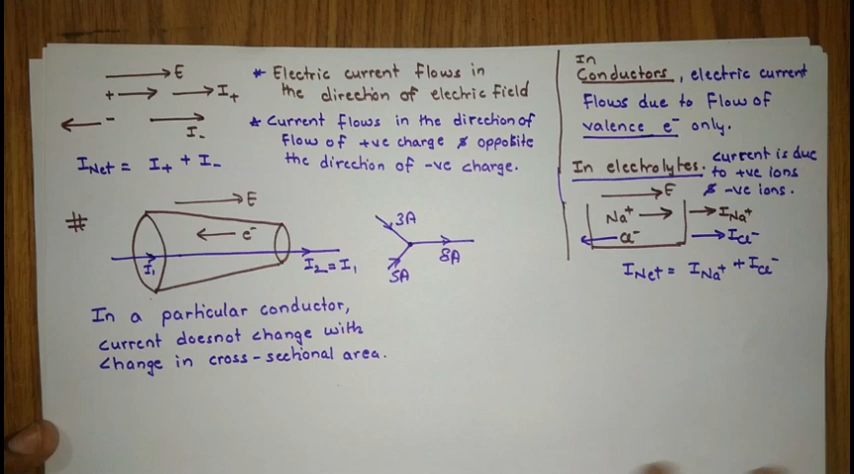 E
+ I+
* Electric current flows in
the direction of electric field
-
I-
* Current flows in the direction of
flow of +ve charge & opposite
the direction of -ve charge.
INet = I+ + I-
# E
e-
I1
I2 = I1
3A
5A
8A
In a particular conductor,
current doesnot change with
change in cross-sectional area.
In
Conductors, electric current
flows due to flow of
valence e- only.
In electrolytes. current is due
to +ve ions
& -ve ions.
E
Na+ INa+
Cl- ICl-
INet = INa+ + ICl-